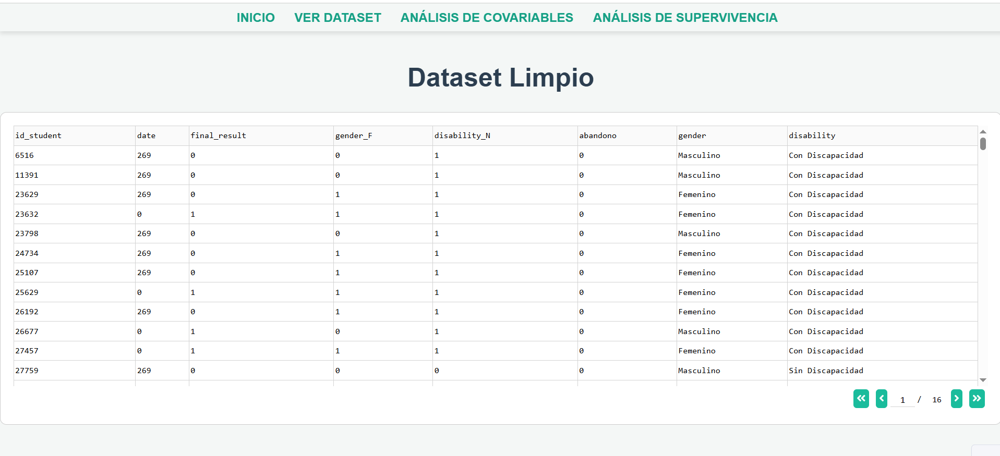 INICIO VER DATASET ANÁLISIS DE COVARIABLES ANÁLISIS DE SUPERVIVENCIA
Dataset Limpio
id_student date final_result gender_F disability_N abandono gender disability
6516 269 0 0 1 0 Masculino Con Discapacidad
11391 269 0 0 1 0 Masculino Con Discapacidad
23629 269 0 1 1 0 Femenino Con Discapacidad
23632 0 1 1 1 0 Femenino Con Discapacidad
23798 269 0 0 1 0 Masculino Con Discapacidad
24734 269 0 1 1 0 Femenino Con Discapacidad
25107 269 0 1 1 0 Femenino Con Discapacidad
25629 0 1 1 1 0 Femenino Con Discapacidad
26192 269 0 1 1 0 Femenino Con Discapacidad
26677 0 1 0 1 0 Masculino Con Discapacidad
27457 0 1 1 1 0 Femenino Con Discapacidad
27759 269 0 0 0 0 Masculino Sin Discapacidad
1 / 16